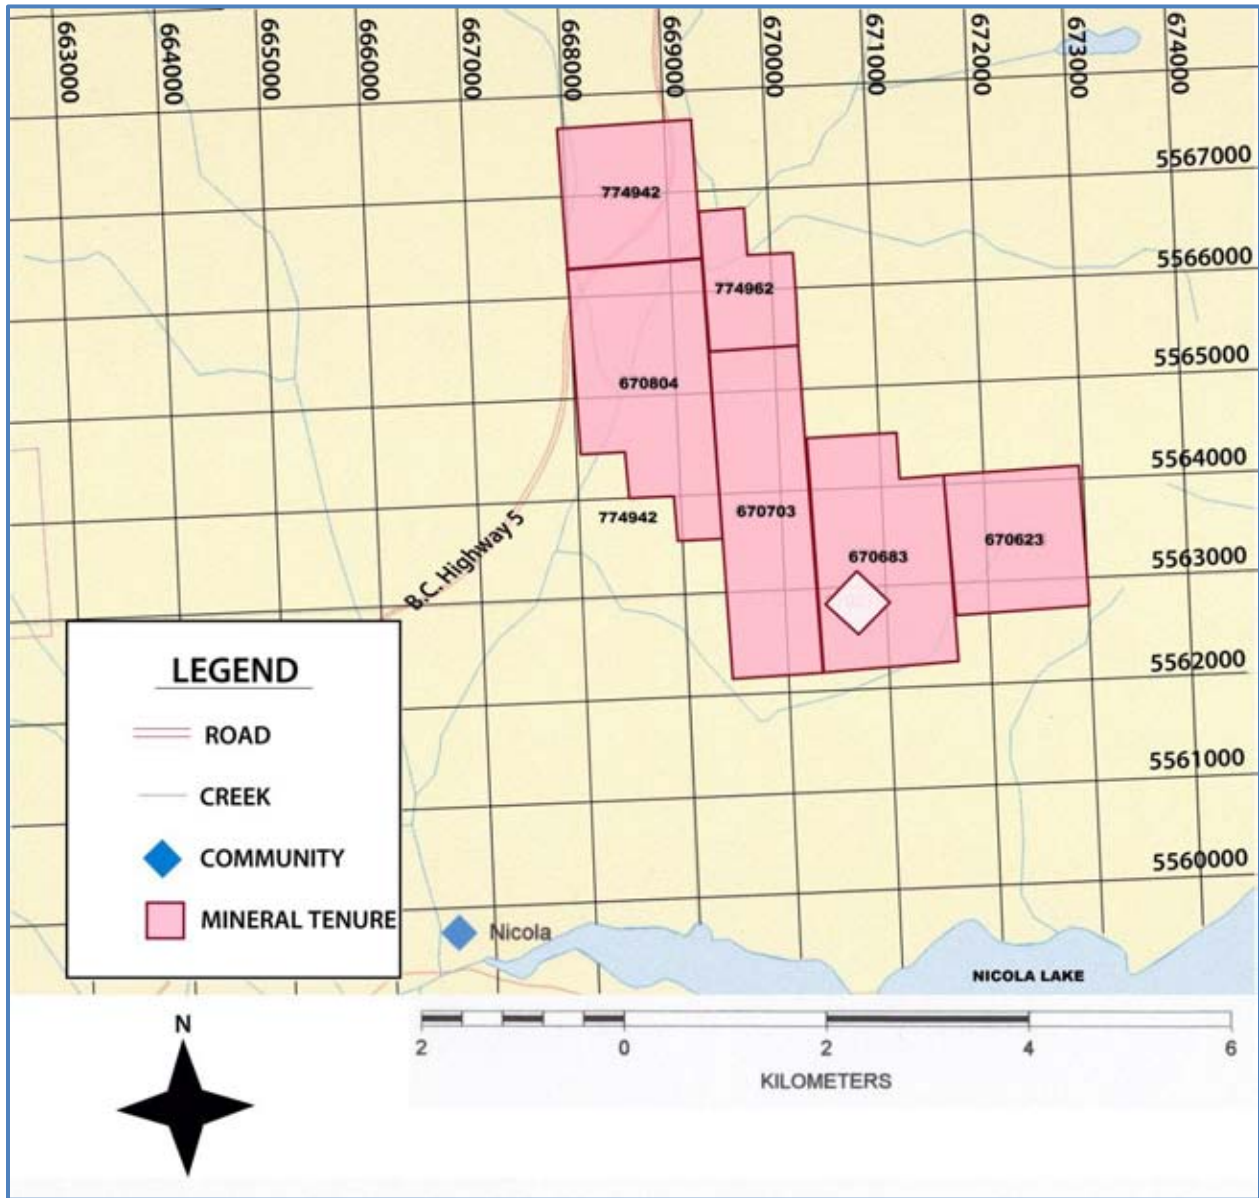 663000
664000
665000
666000
667000
668000
669000
670000
671000
672000
673000
674000
5567000
774942
5566000
774962
5565000
670804
5564000
670703
774942
670623
670683
5563000
B.C. Highway 5
5562000
LEGEND
ROAD
5561000
CREEK
COMMUNITY
5560000
MINERAL TENURE
Nicola
NICOLA LAKE
N
2 0 2 4 6
KILOMETERS